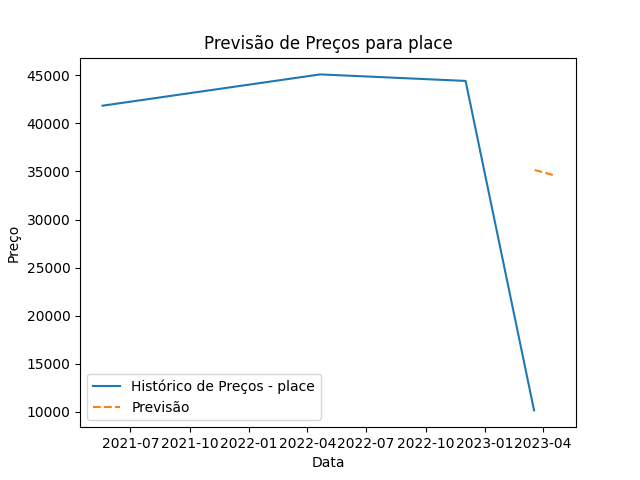 Previsão de Preços para place
Preço
45000
40000
35000
30000
25000
20000
15000
10000
Histórico de Preços - place
Previsão
2021-07 2021-10 2022-01 2022-04 2022-07 2022-10 2023-01 2023-04
Data